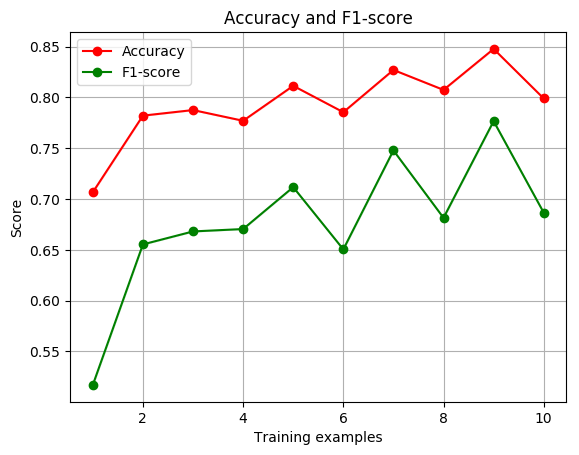 Accuracy and F1-score
Accuracy
F1-score
0.85
0.80
0.75
0.70
0.65
0.60
0.55
Score
2 4 6 8 10
Training examples